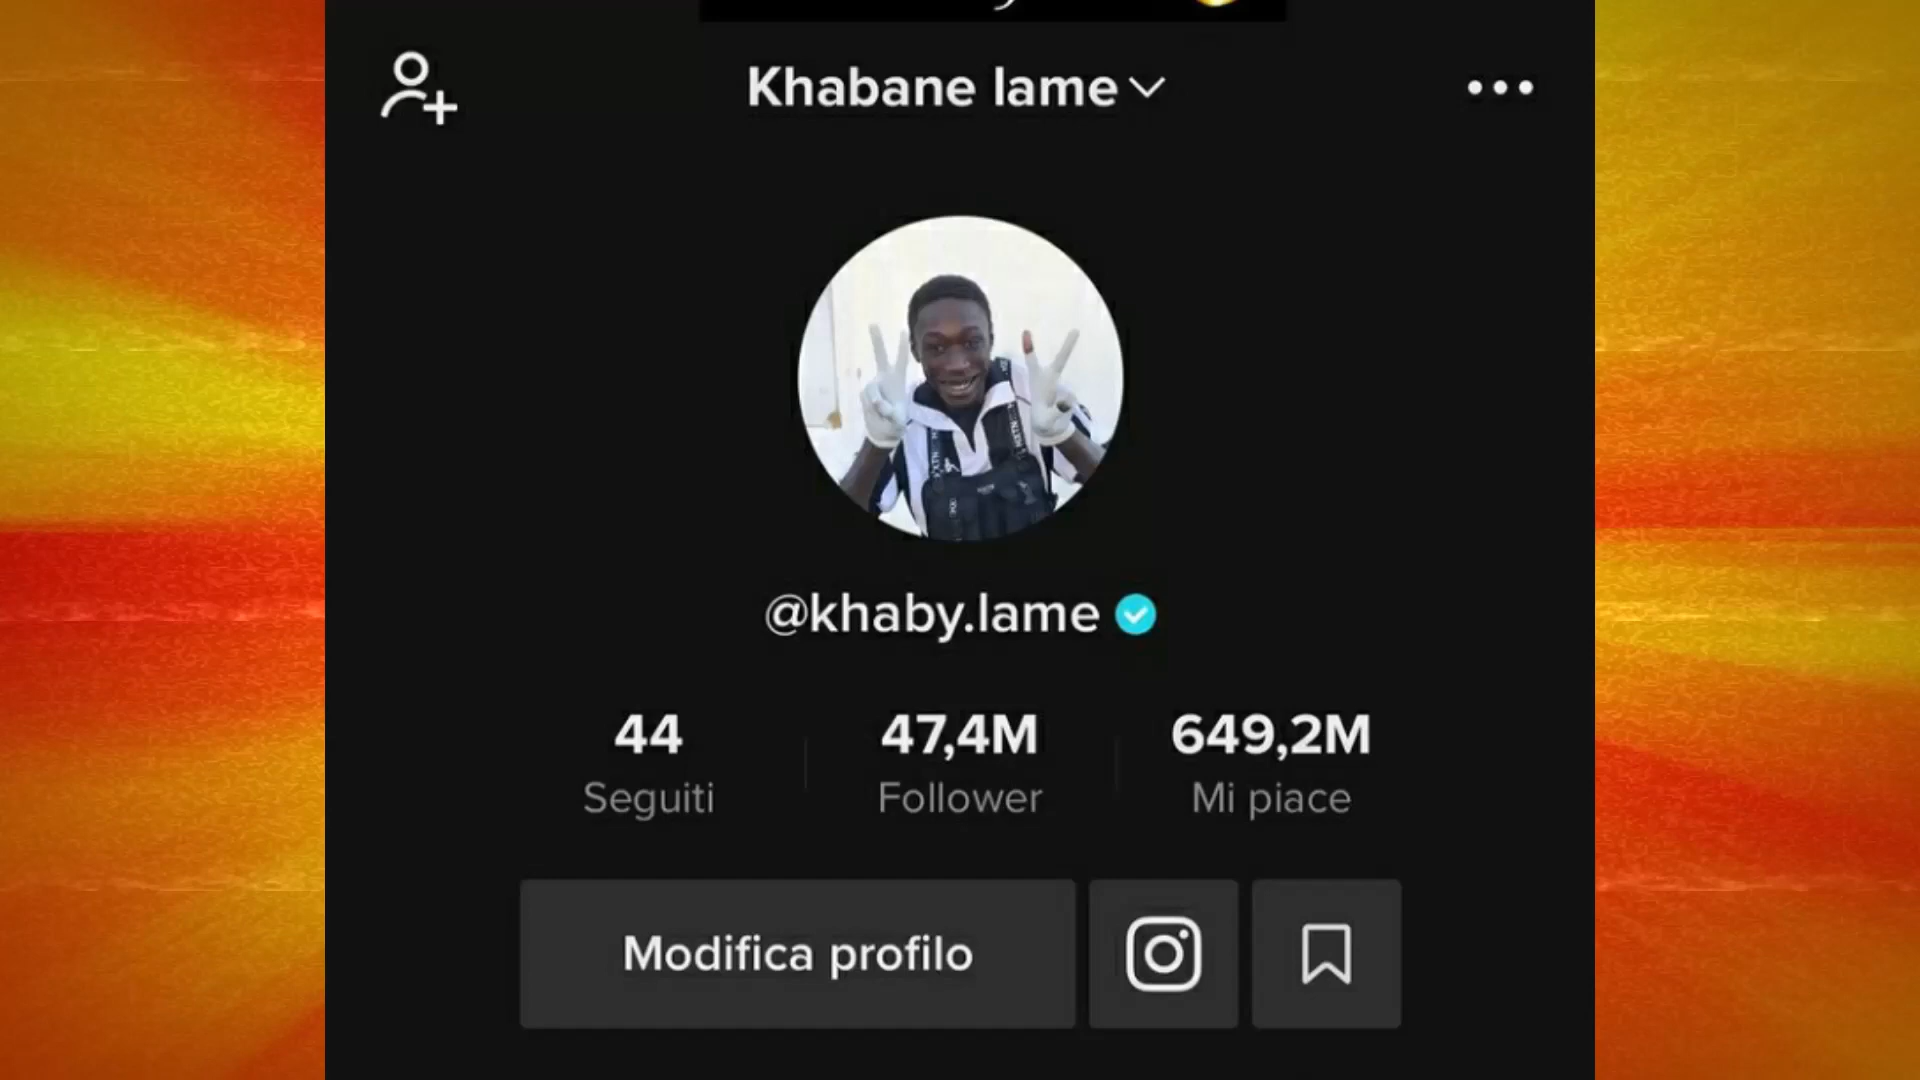 Khabane lame
@khaby.lame
44 47,4M 649,2M
Seguiti Follower Mi piace
Modifica profilo